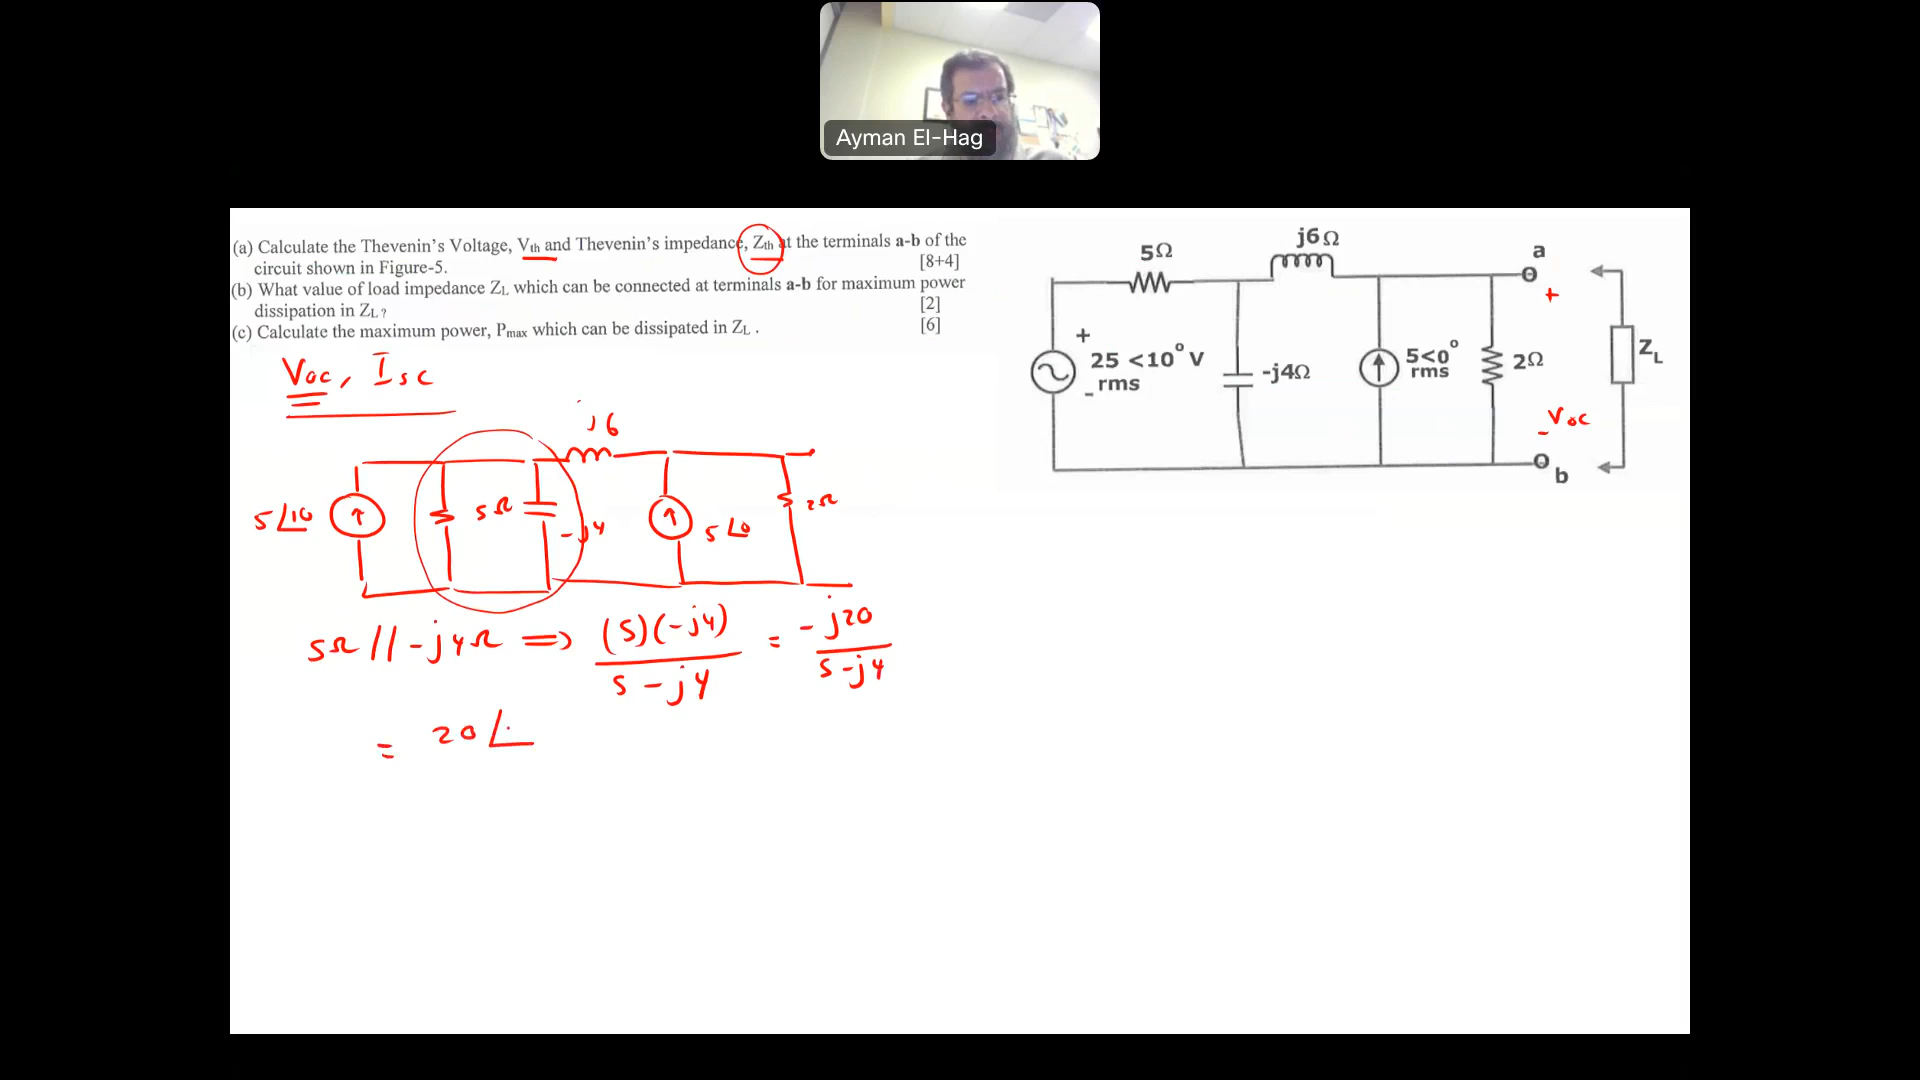 Ayman El-Hag
(a) Calculate the Thevenin's Voltage, Vth and Thevenin's impedance, Zth at the terminals a-b of the
circuit shown in Figure-5. [8+4]
(b) What value of load impedance ZL which can be connected at terminals a-b for maximum power
dissipation in ZL? [2]
(c) Calculate the maximum power, Pmax which can be dissipated in ZL . [6]
5Ω
j6Ω
a
+
+
25 <10° V
rms
-
-j4Ω
5<0°
rms
2Ω
ZL
- Voc
b
Voc, Isc
j6
5∠10
5Ω
-j4
5∠0
2Ω
5Ω // -j4Ω ⟹ (5)(-j4) / 5 - j4 = -j20 / 5 - j4
= 20∠